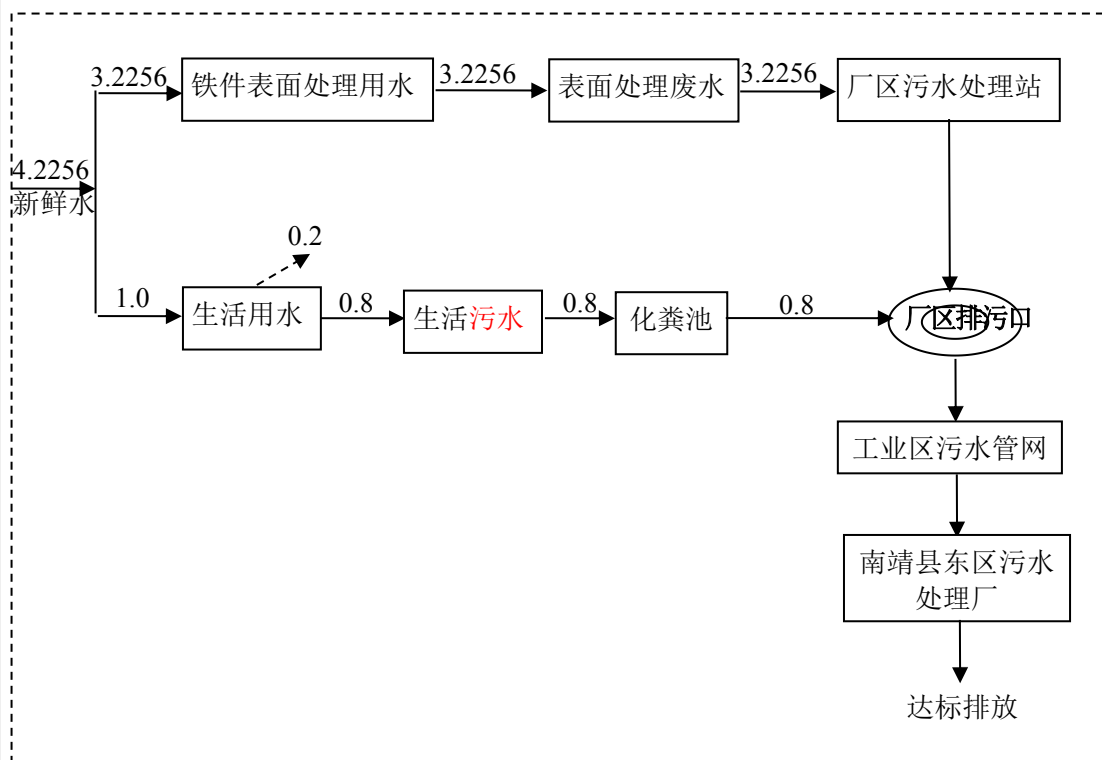 3.2256
铁件表面处理用水
3.2256
表面处理废水
3.2256
厂区污水处理站
4.2256
新鲜水
0.2
1.0
生活用水
0.8
生活污水
0.8
化粪池
0.8
厂区排污口
工业区污水管网
南靖县东区污水
处理厂
达标排放